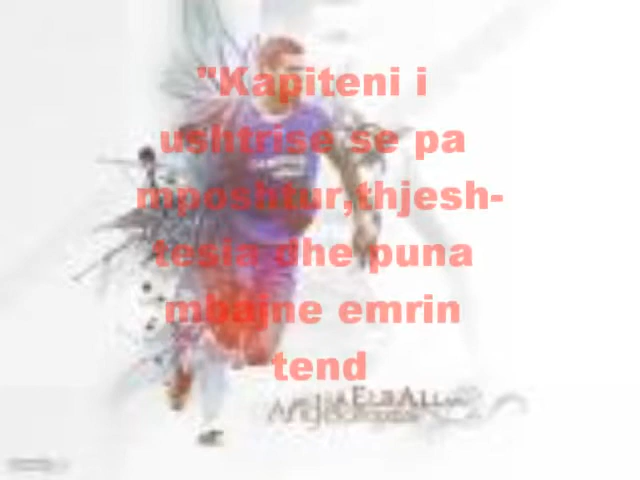 "Kapiteni i
ushtrise se pa
mposhtur,thjesh-
tesia dhe puna
mbajne emrin
tend